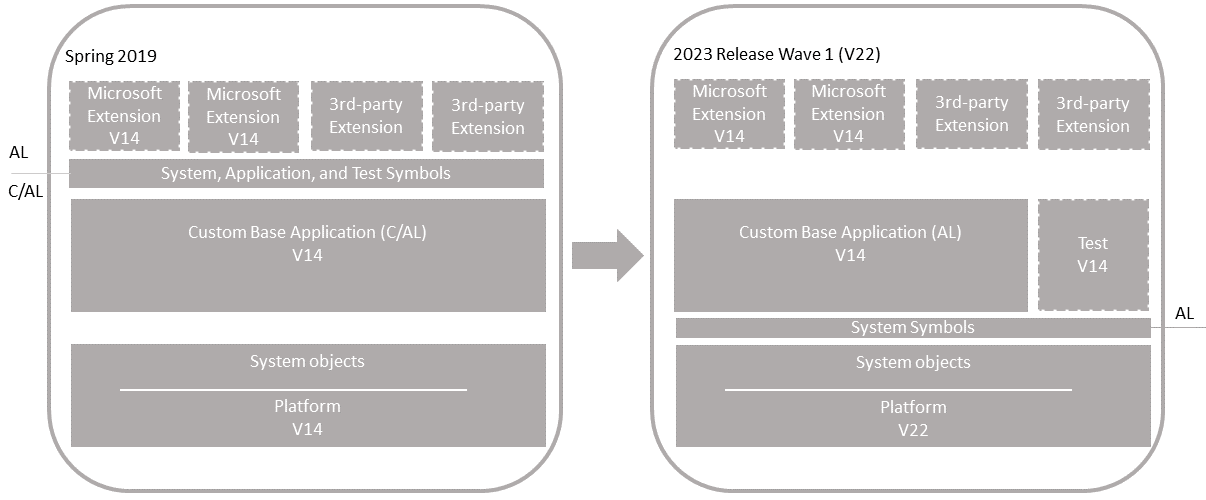 Spring 2019
Microsoft
Extension
V14
Microsoft
Extension
V14
3rd-party
Extension
3rd-party
Extension
AL
C/AL
System, Application, and Test Symbols
Custom Base Application (C/AL)
V14
System objects
Platform
V14
2023 Release Wave 1 (V22)
Microsoft
Extension
V14
Microsoft
Extension
V14
3rd-party
Extension
3rd-party
Extension
Custom Base Application (AL)
V14
Test
V14
AL
System Symbols
System objects
Platform
V22